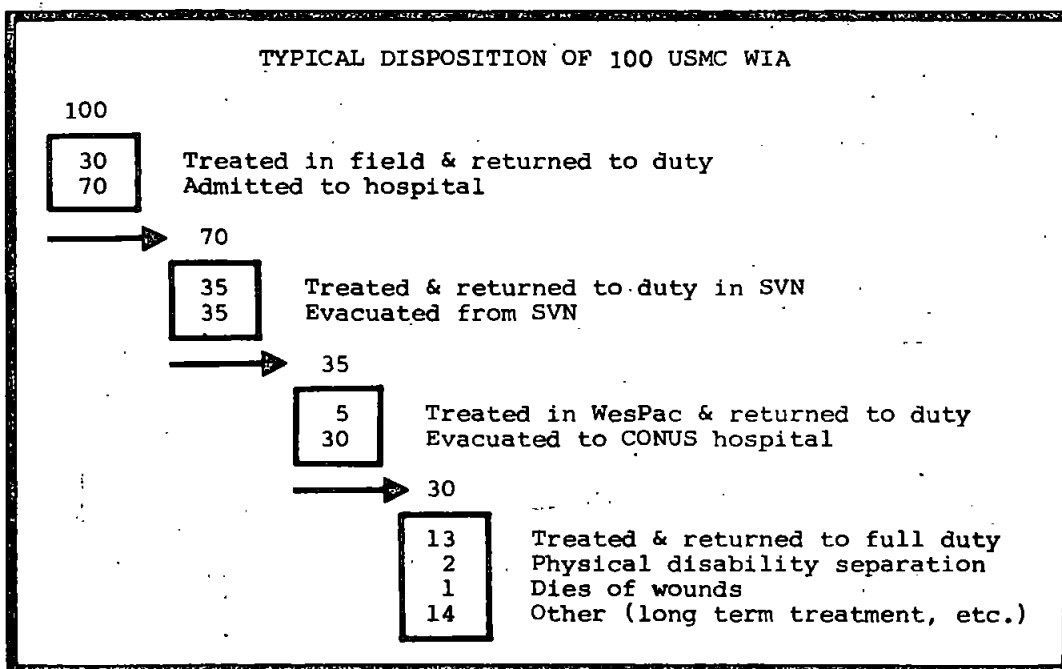 TYPICAL DISPOSITION OF 100 USMC WIA
100
30 Treated in field & returned to duty
70 Admitted to hospital
70
35 Treated & returned to duty in SVN
35 Evacuated from SVN
35
5 Treated in WesPac & returned to duty
30 Evacuated to CONUS hospital
30
13 Treated & returned to full duty
2 Physical disability separation
1 Dies of wounds
14 Other (long term treatment, etc.)